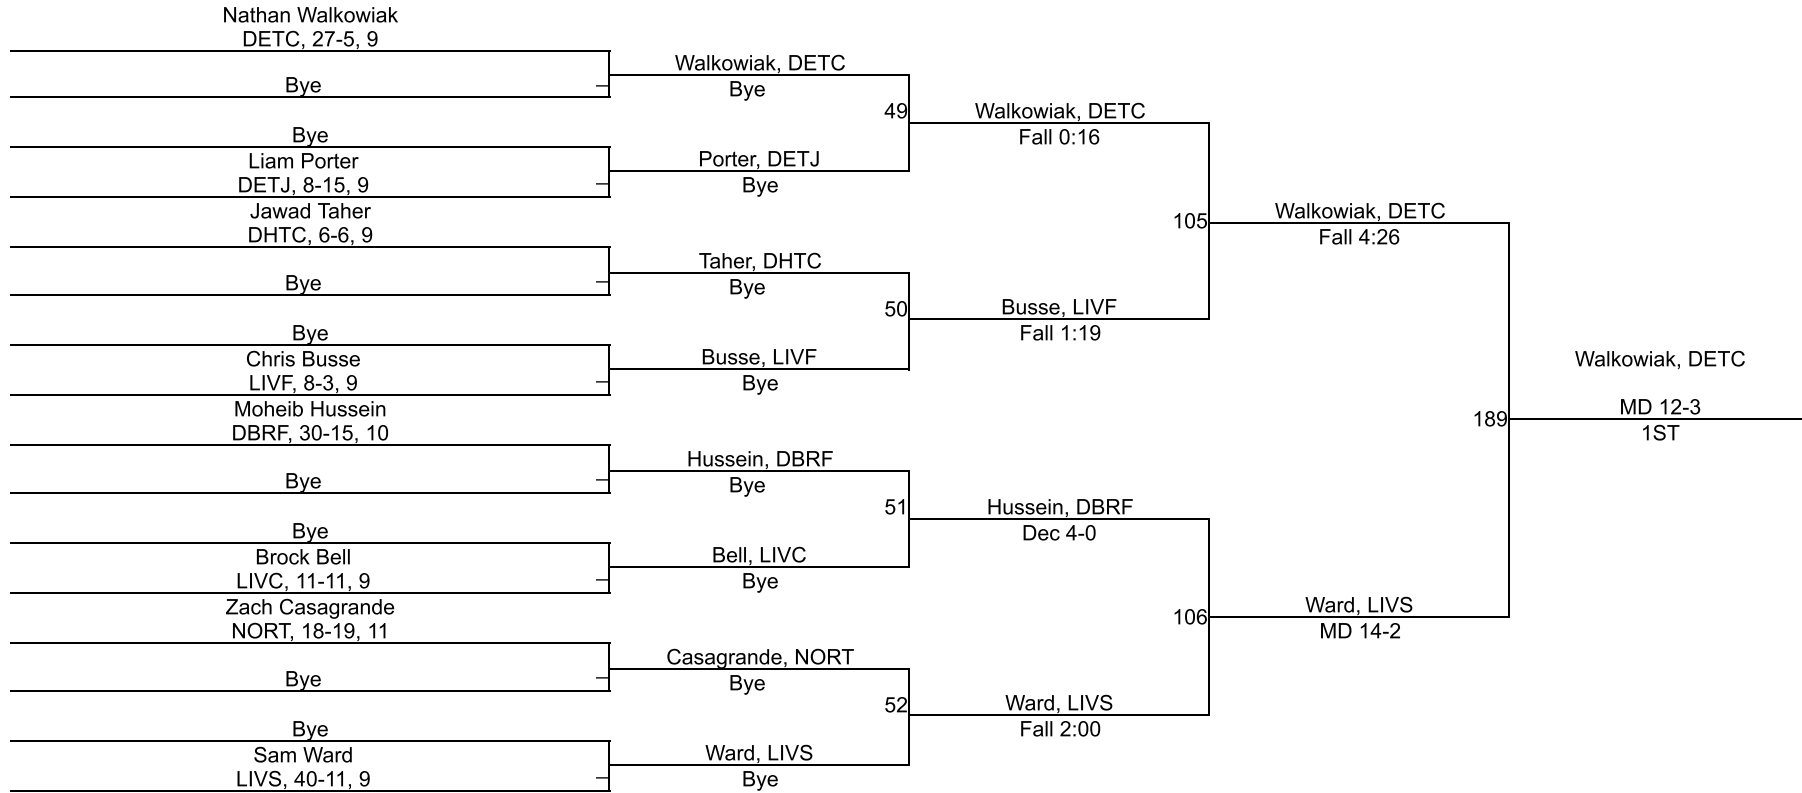 Nathan Walkowiak
DETC, 27-5, 9
Bye
Bye
Liam Porter
DETJ, 8-15, 9
Jawad Taher
DHTC, 6-6, 9
Bye
Bye
Chris Busse
LIVF, 8-3, 9
Moheib Hussein
DBRF, 30-15, 10
Bye
Bye
Brock Bell
LIVC, 11-11, 9
Zach Casagrande
NORT, 18-19, 11
Bye
Bye
Sam Ward
LIVS, 40-11, 9
Walkowiak, DETC
Bye
49
Porter, DETJ
Bye
Taher, DHTC
Bye
50
Busse, LIVF
Bye
Hussein, DBRF
Bye
51
Bell, LIVC
Bye
Casagrande, NORT
Bye
52
Ward, LIVS
Bye
Walkowiak, DETC
Fall 0:16
105
Busse, LIVF
Fall 1:19
Hussein, DBRF
Dec 4-0
106
Ward, LIVS
Fall 2:00
Walkowiak, DETC
Fall 4:26
189
Ward, LIVS
MD 14-2
Walkowiak, DETC
MD 12-3
1ST